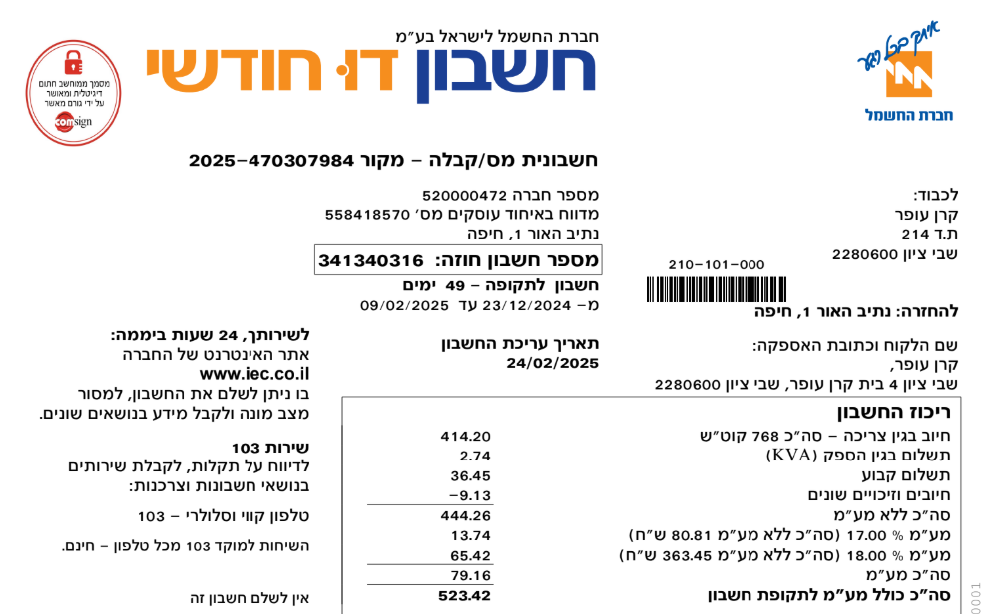 חברת החשמל לישראל בע״מ
חשבון דו חודשי
איתך בכל רגע
חברת החשמל
מסמך ממוחשב חתום
דיגיטלית ומאושר
על ידי גורם מאשר
comsign
חשבונית מס/קבלה – מקור 2025–470307984
לכבוד:
קרן עופר
ת.ד 214
שבי ציון 2280600
210-101-000
להחזרה: נתיב האור 1, חיפה
מספר חברה 520000472
מדווח באיחוד עוסקים מס׳ 558418570
נתיב האור 1, חיפה
מספר חשבון חוזה: 341340316
חשבון לתקופה – 49 ימים
מ– 23/12/2024 עד 09/02/2025
שם הלקוח וכתובת האספקה:
קרן עופר,
שבי ציון 4 בית קרן עופר, שבי ציון 2280600
תאריך עריכת החשבון
24/02/2025
לשירותך, 24 שעות ביממה:
אתר האינטרנט של החברה
www.iec.co.il
בו ניתן לשלם את החשבון, למסור
מצב מונה ולקבל מידע בנושאים שונים.
שירות 103
לדיווח על תקלות, לקבלת שירותים
בנושאי חשבונות וצרכנות:
טלפון קווי וסלולרי – 103
השיחות למוקד 103 מכל טלפון – חינם.
אין לשלם חשבון זה
ריכוז החשבון
חיוב בגין צריכה – סה״כ 768 קוט״ש 414.20
תשלום בגין הספק (KVA) 2.74
תשלום קבוע 36.45
חיובים וזיכויים שונים –9.13
סה״כ ללא מע״מ 444.26
מע״מ % 17.00 (סה״כ ללא מע״מ 80.81 ש״ח) 13.74
מע״מ % 18.00 (סה״כ ללא מע״מ 363.45 ש״ח) 65.42
סה״כ מע״מ 79.16
סה״כ כולל מע״מ לתקופת חשבון 523.42
0001